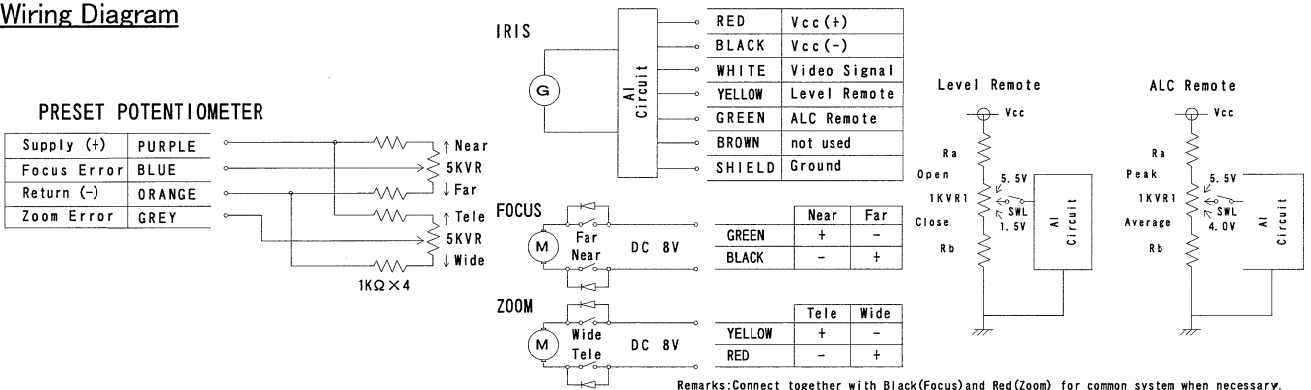 Wiring Diagram
PRESET POTENTIOMETER
Supply (+) PURPLE
Focus Error BLUE
Return (-) ORANGE
Zoom Error GREY
↑ Near
5KVR
↓ Far
↑ Tele
5KVR
↓ Wide
1KΩ×4
IRIS
G
AI Circuit
RED Vcc(+)
BLACK Vcc(-)
WHITE Video Signal
YELLOW Level Remote
GREEN ALC Remote
BROWN not used
SHIELD Ground
FOCUS
M
Far
Near
DC 8V
Near Far
GREEN + -
BLACK - +
ZOOM
M
Wide
Tele
DC 8V
Tele Wide
YELLOW + -
RED - +
Level Remote
Vcc
Ra
Open
5.5V
1KVR1
SWL
Close
1.5V
Rb
AI Circuit
ALC Remote
Vcc
Ra
Peak
5.5V
1KVR1
SWL
Average
4.0V
Rb
AI Circuit
Remarks:Connect together with Black(Focus)and Red(Zoom) for common system when necessary.